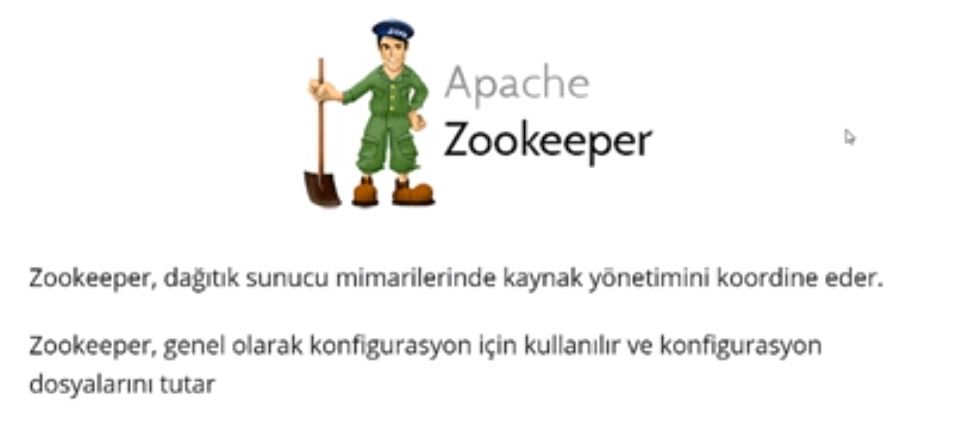 ZOO
Apache
Zookeeper
Zookeeper, dağıtık sunucu mimarilerinde kaynak yönetimini koordine eder.
Zookeeper, genel olarak konfigurasyon için kullanılır ve konfigurasyon
dosyalarını tutar